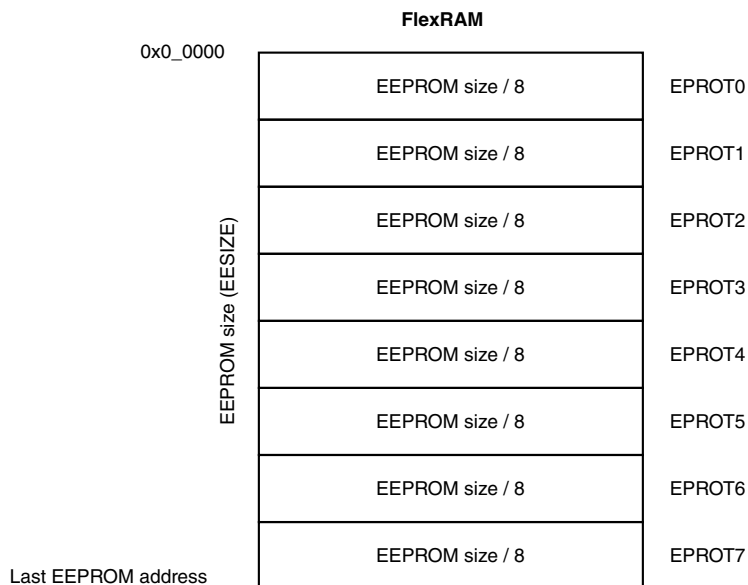 FlexRAM
0x0_0000
EEPROM size / 8 EPROT0
EEPROM size / 8 EPROT1
EEPROM size / 8 EPROT2
EEPROM size / 8 EPROT3
EEPROM size / 8 EPROT4
EEPROM size / 8 EPROT5
EEPROM size / 8 EPROT6
EEPROM size / 8 EPROT7
EEPROM size (EESIZE)
Last EEPROM address